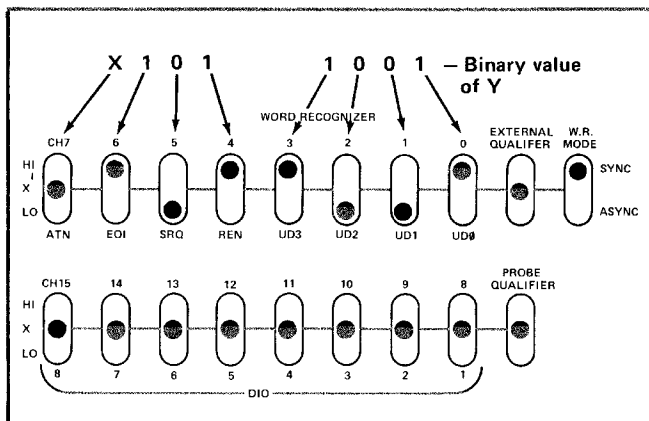 X 1 0 1 1 0 0 1 – Binary value
of Y
WORD RECOGNIZER
CH7 6 5 4 3 2 1 0 EXTERNAL QUALIFER W.R. MODE
HI
X
LO
SYNC
ASYNC
ATN EOI SRQ REN UD3 UD2 UD1 UDØ
CH15 14 13 12 11 10 9 8 PROBE QUALIFIER
HI
X
LO
8 7 6 5 4 3 2 1
DIO